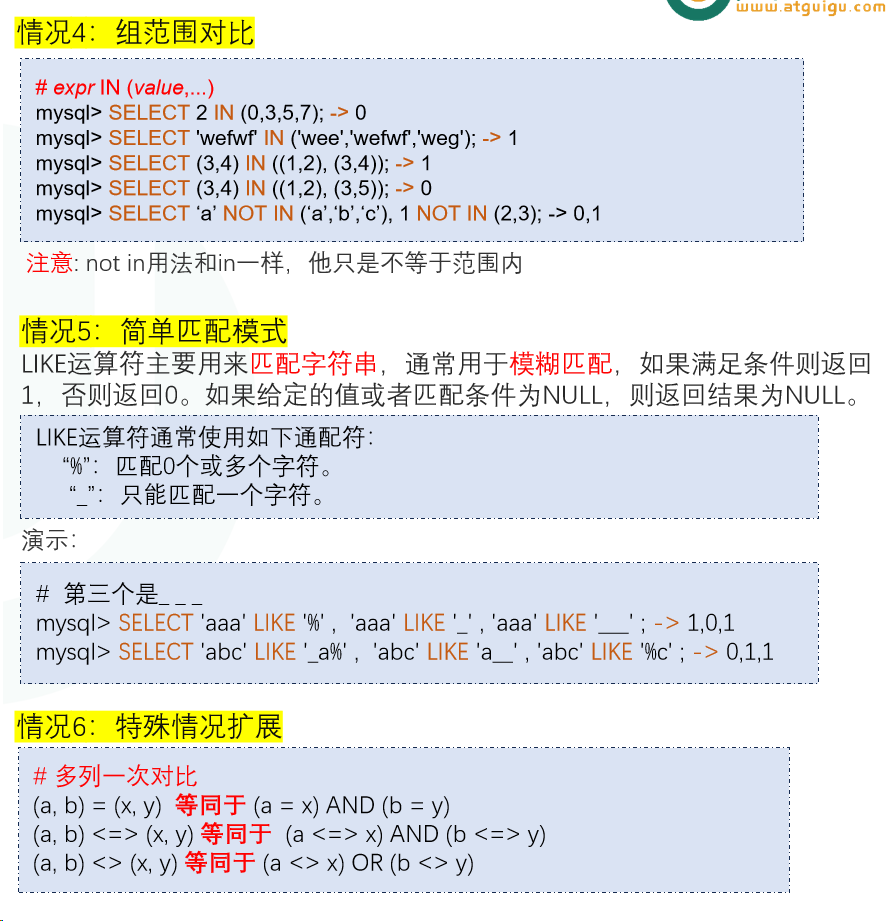 www.atguigu.com
情况4：组范围对比
# expr IN (value,...)
mysql> SELECT 2 IN (0,3,5,7); -> 0
mysql> SELECT 'wefwf' IN ('wee','wefwf','weg'); -> 1
mysql> SELECT (3,4) IN ((1,2), (3,4)); -> 1
mysql> SELECT (3,4) IN ((1,2), (3,5)); -> 0
mysql> SELECT ‘a’ NOT IN (‘a’,‘b’,‘c’), 1 NOT IN (2,3); -> 0,1
注意: not in用法和in一样，他只是不等于范围内
情况5：简单匹配模式
LIKE运算符主要用来匹配字符串，通常用于模糊匹配，如果满足条件则返回
1，否则返回0。如果给定的值或者匹配条件为NULL，则返回结果为NULL。
LIKE运算符通常使用如下通配符：
“%”：匹配0个或多个字符。
“_”：只能匹配一个字符。
演示：
# 第三个是_ _ _
mysql> SELECT 'aaa' LIKE '%' , 'aaa' LIKE '_' , 'aaa' LIKE '___' ; -> 1,0,1
mysql> SELECT 'abc' LIKE '_a%' , 'abc' LIKE 'a__' , 'abc' LIKE '%c' ; -> 0,1,1
情况6：特殊情况扩展
# 多列一次对比
(a, b) = (x, y) 等同于 (a = x) AND (b = y)
(a, b) <=> (x, y) 等同于 (a <=> x) AND (b <=> y)
(a, b) <> (x, y) 等同于 (a <> x) OR (b <> y)